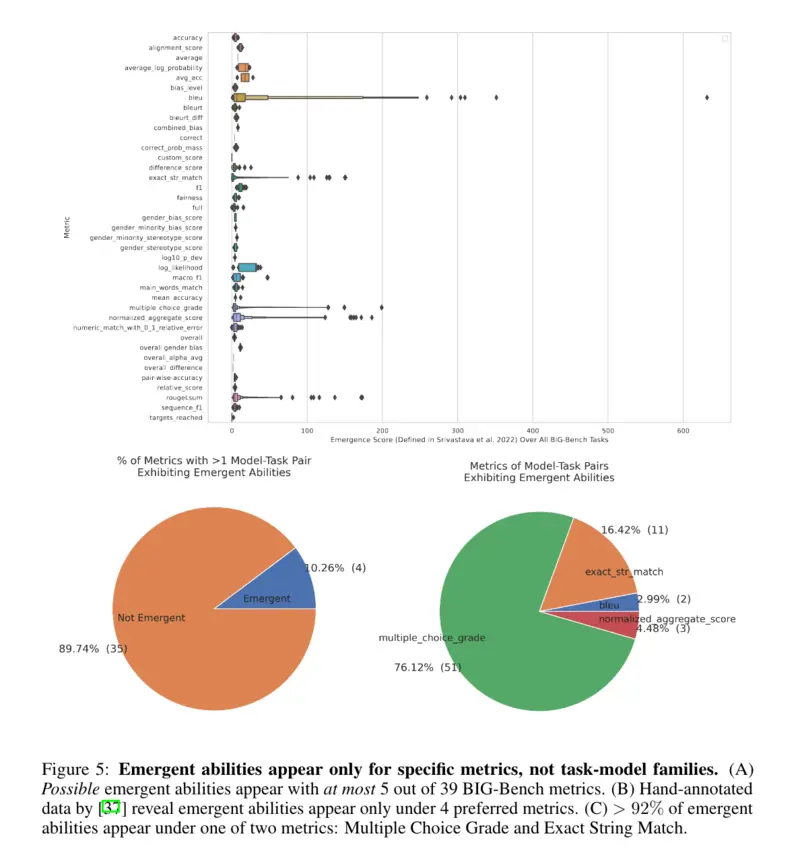 accuracy
alignment_score
average
average_log_probability
avg_acc
bias_level
bleu
bleurt
bleurt_diff
combined_bias
correct
correct_prob_mass
custom_score
difference_score
exact_str_match
f1
fairness
full
gender_bias_score
gender_minority_bias_score
gender_minority_stereotype_score
gender_stereotype_score
log10_p_dev
log_likelihood
macro_f1
main_words_match
mean_accuracy
multiple_choice_grade
normalized_aggregate_score
numeric_match_with_0_1_relative_error
overall
overall gender bias
overall_alpha_avg
overall_difference
pair-wise-accuracy
relative_score
rougeLsum
sequence_f1
targets_reached
Metric
0 100 200 300 400 500 600
Emergence Score (Defined in Srivastava et al. 2022) Over All BIG-Bench Tasks
% of Metrics with >1 Model-Task Pair
Exhibiting Emergent Abilities
10.26% (4)
Emergent
Not Emergent
89.74% (35)
Metrics of Model-Task Pairs
Exhibiting Emergent Abilities
16.42% (11)
exact_str_match
2.99% (2)
bleu
normalized_aggregate_score
4.48% (3)
multiple_choice_grade
76.12% (51)
Figure 5: Emergent abilities appear only for specific metrics, not task-model families. (A)
Possible emergent abilities appear with at most 5 out of 39 BIG-Bench metrics. (B) Hand-annotated
data by [37] reveal emergent abilities appear only under 4 preferred metrics. (C) > 92% of emergent
abilities appear under one of two metrics: Multiple Choice Grade and Exact String Match.